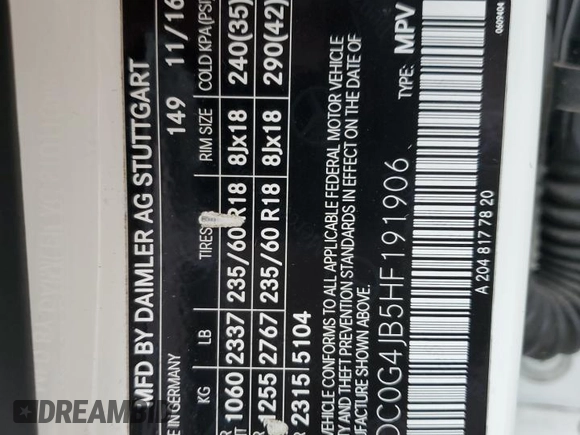 MFD BY DAIMLER AG STUTTGART
IN GERMANY 149 11/16
KG LB TIRES RIM SIZE COLD KPA(PSI
1060 2337 235/60 R18 8Jx18 240(35)
1255 2767 235/60 R18 8Jx18 290(42)
2315 5104
VEHICLE CONFORMS TO ALL APPLICABLE FEDERAL MOTOR VEHICLE
AND THEFT PREVENTION STANDARDS IN EFFECT ON THE DATE OF
FACTURE SHOWN ABOVE.
DC0G4JB5HF191906 TYPE: MPV
A 204 817 78 20
0609404
DREAMBID